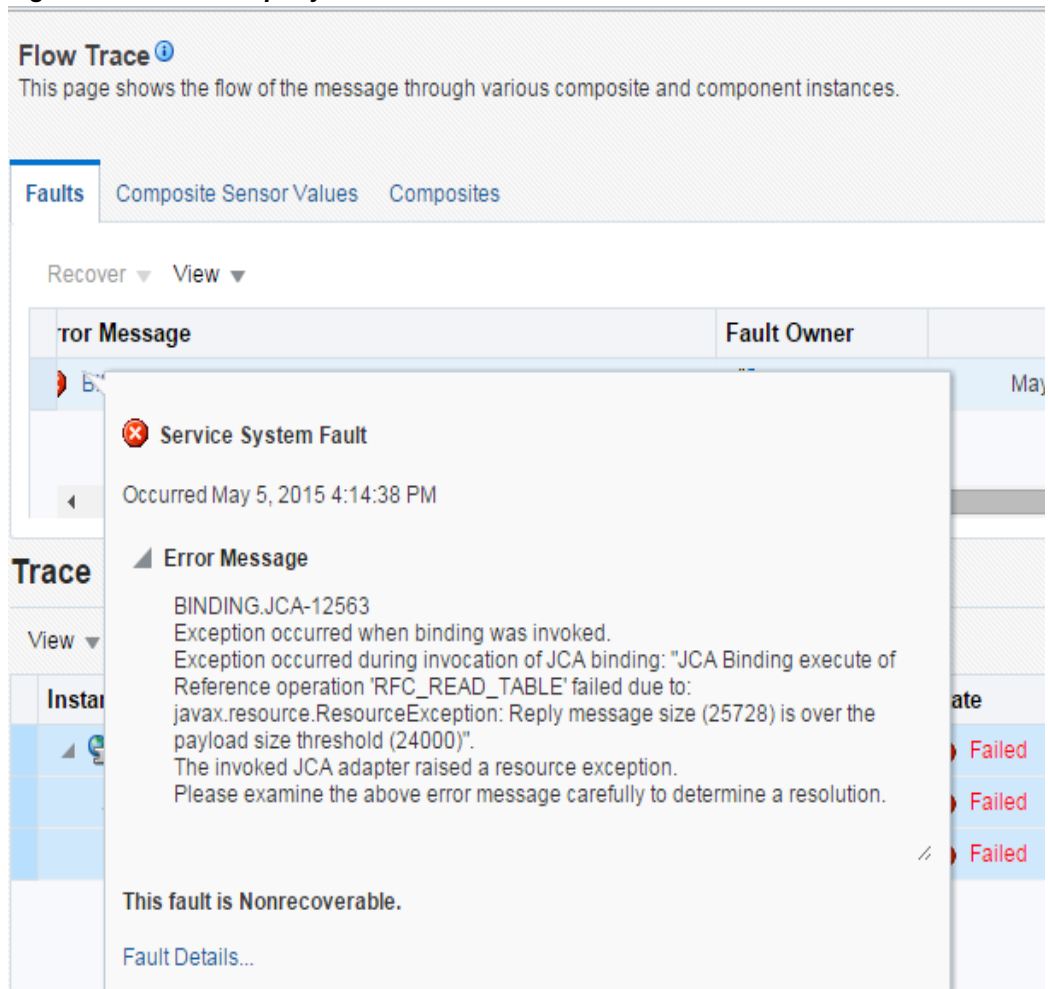 Flow Trace
This page shows the flow of the message through various composite and component instances.
Faults Composite Sensor Values Composites
Recover View
rror Message Fault Owner
May
Service System Fault
Occurred May 5, 2015 4:14:38 PM
Error Message
Trace
BINDING.JCA-12563
Exception occurred when binding was invoked.
View
Exception occurred during invocation of JCA binding: "JCA Binding execute of
Reference operation 'RFC_READ_TABLE' failed due to:
Instar ate
javax.resource.ResourceException: Reply message size (25728) is over the
payload size threshold (24000)".
Failed
The invoked JCA adapter raised a resource exception.
Please examine the above error message carefully to determine a resolution.
Failed
Failed
This fault is Nonrecoverable.
Fault Details...